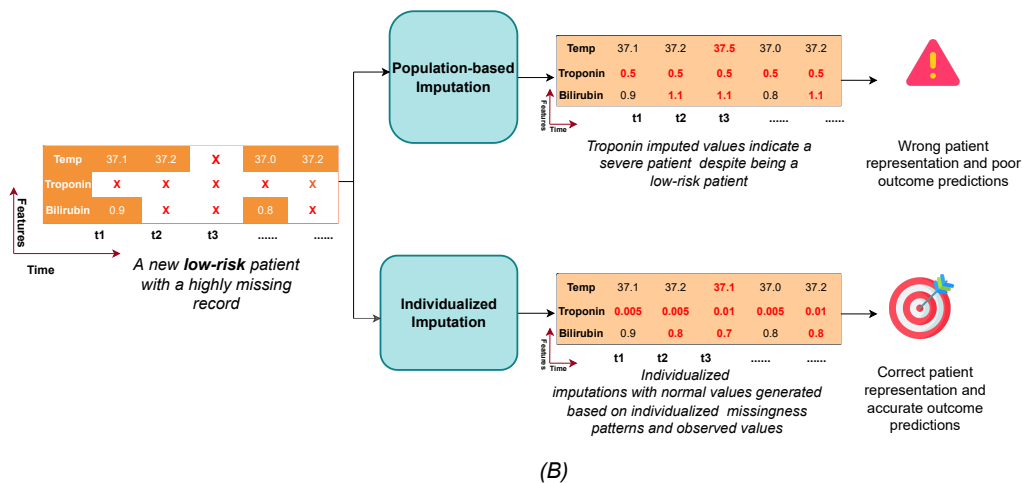 Temp 37.1 37.2 X 37.0 37.2
Troponin X X X X X
Bilirubin 0.9 X X 0.8 X
t1 t2 t3 ...... ......
Features
Time
A new low-risk patient
with a highly missing
record
Population-based
Imputation
Temp 37.1 37.2 37.5 37.0 37.2
Troponin 0.5 0.5 0.5 0.5 0.5
Bilirubin 0.9 1.1 1.1 0.8 1.1
Features
Time
t1 t2 t3 ...... ......
Troponin imputed values indicate a
severe patient despite being a
low-risk patient
Wrong patient
representation and poor
outcome predictions
Individualized
Imputation
Temp 37.1 37.2 37.1 37.0 37.2
Troponin 0.005 0.005 0.01 0.005 0.01
Bilirubin 0.9 0.8 0.7 0.8 0.8
Features
Time
t1 t2 t3 ...... ......
Individualized
imputations with normal values generated
based on individualized missingness
patterns and observed values
Correct patient
representation and
accurate outcome
predictions
(B)